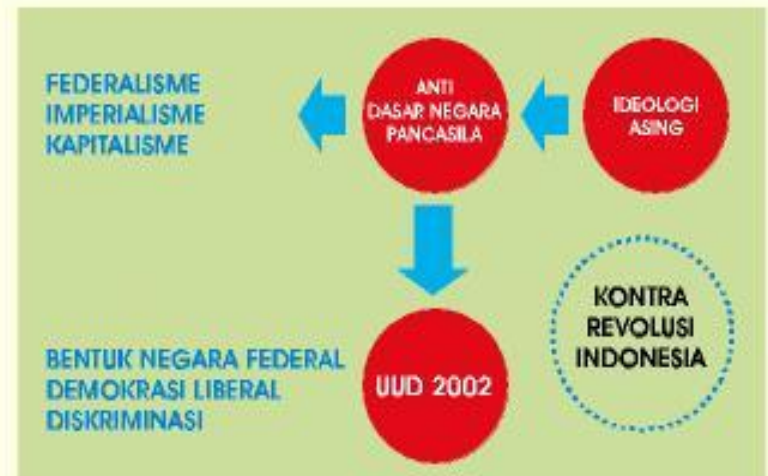 FEDERALISME
IMPERIALISME
KAPITALISME
ANTI
DASAR NEGARA
PANCASILA
IDEOLOGI
ASING
KONTRA
REVOLUSI
INDONESIA
BENTUK NEGARA FEDERAL
DEMOKRASI LIBERAL
DISKRIMINASI
UUD 2002